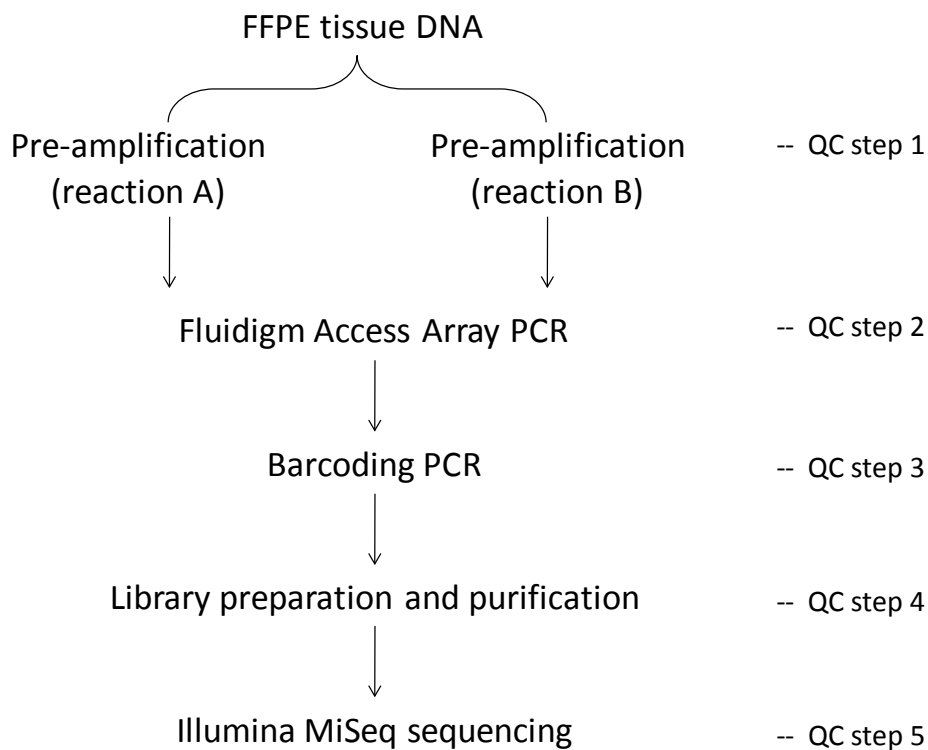 FFPE tissue DNA
Pre-amplification
(reaction A)
Pre-amplification
(reaction B)
-- QC step 1
Fluidigm Access Array PCR
-- QC step 2
Barcoding PCR
-- QC step 3
Library preparation and purification
-- QC step 4
Illumina MiSeq sequencing
-- QC step 5